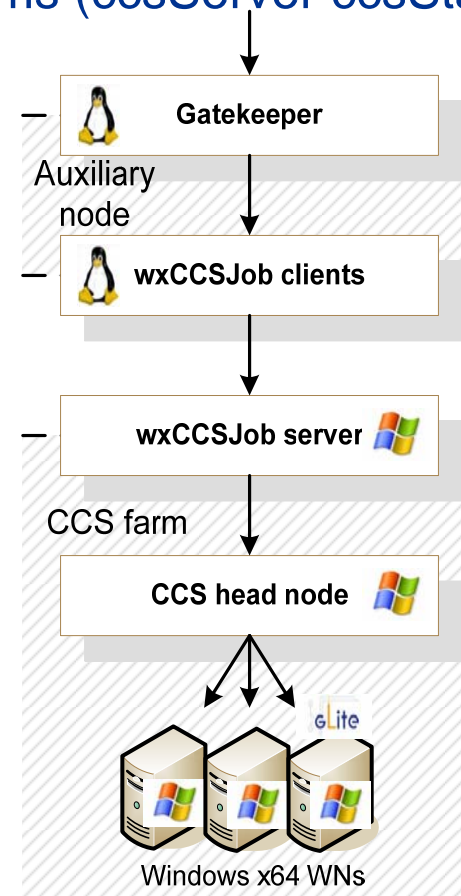 Gatekeeper
Auxiliary
node
wxCCSJob clients
wxCCSJob server
CCS farm
CCS head node
gLite
Windows x64 WNs